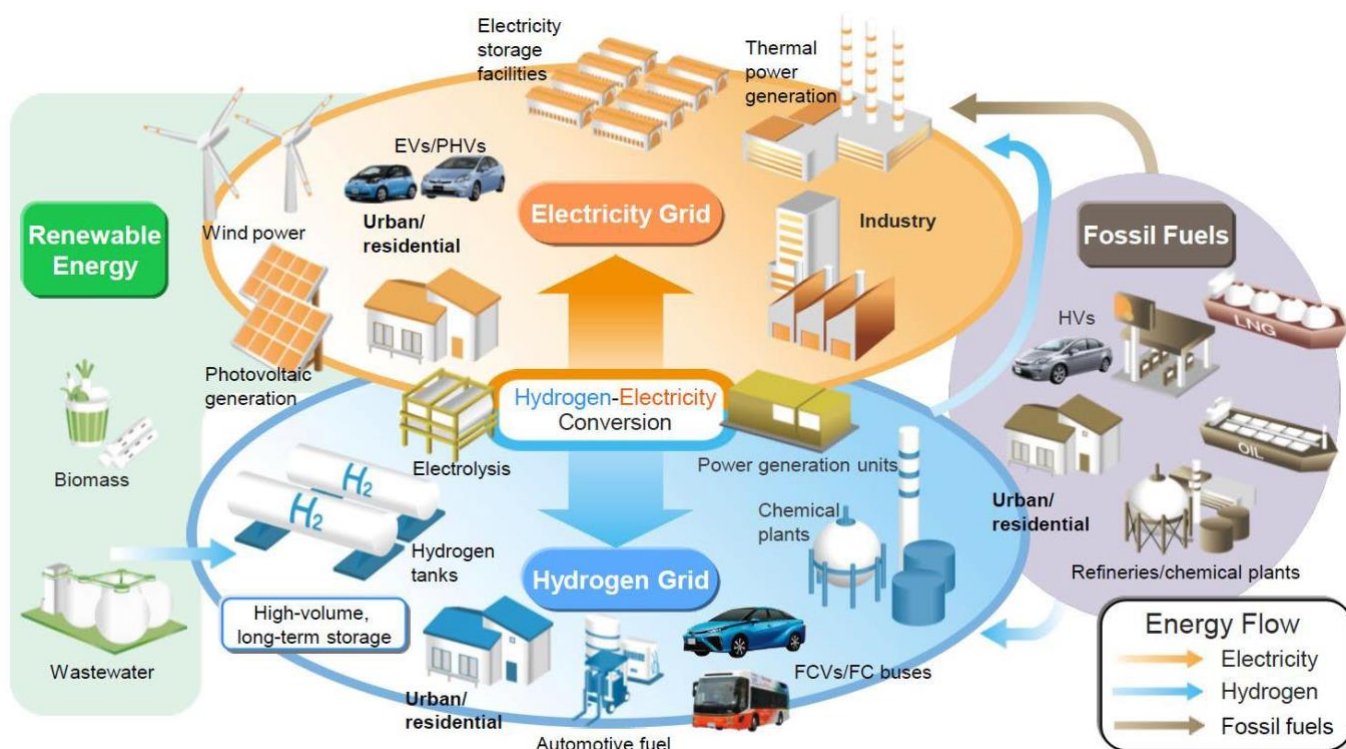 Electricity
storage
facilities
Thermal
power
generation
EVs/PHVs
Electricity Grid
Urban/
residential
Industry
Renewable
Energy
Wind power
Fossil Fuels
LNG
HVs
Photovoltaic
generation
Hydrogen-Electricity
Conversion
Electrolysis
Power generation units
OIL
Biomass
H2
H2
Urban/
residential
Chemical
plants
Hydrogen
tanks
Hydrogen Grid
Refineries/chemical plants
High-volume,
long-term storage
Wastewater
Urban/
residential
FCVs/FC buses
Automotive fuel
Energy Flow
Electricity
Hydrogen
Fossil fuels